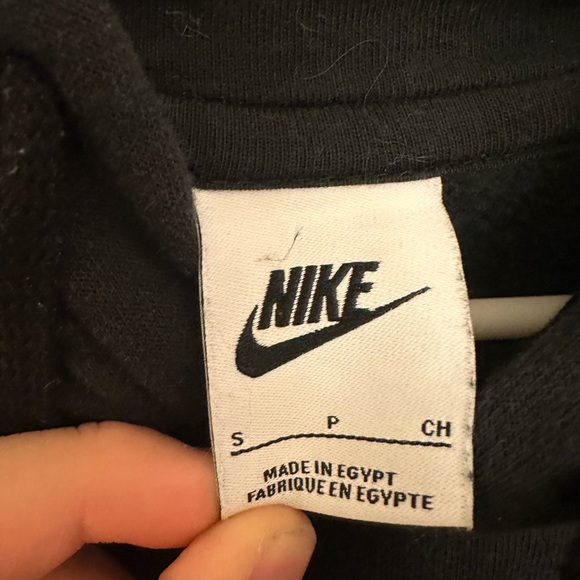 NIKE
S P CH
MADE IN EGYPT
FABRIQUE EN EGYPTE